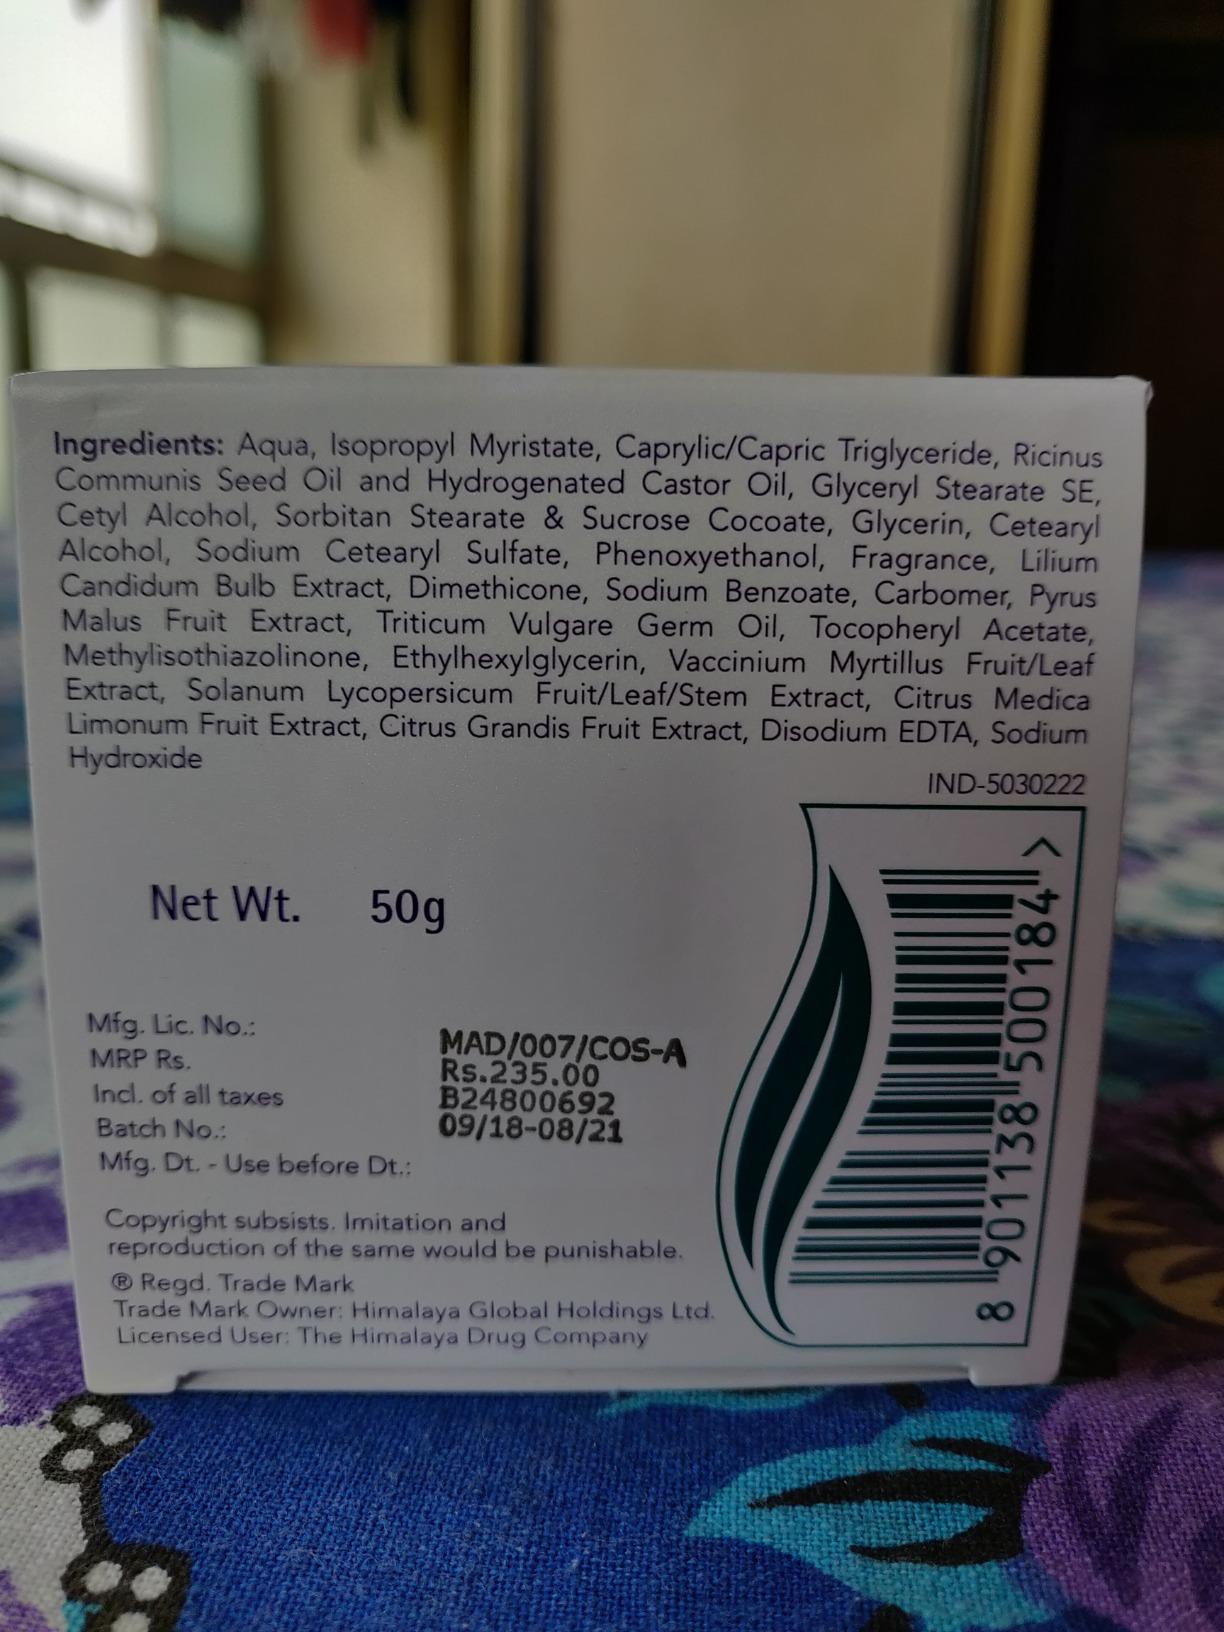 Ingredients: Aqua, Isopropyl Myristate, Caprylic/Capric Triglyceride, Ricinus
Communis Seed Oil and Hydrogenated Castor Oil, Glyceryl Stearate SE,
Cetyl Alcohol, Sorbitan Stearate & Sucrose Cocoate, Glycerin, Cetearyl
Alcohol, Sodium Cetearyl Sulfate, Phenoxyethanol, Fragrance, Lilium
Candidum Bulb Extract, Dimethicone, Sodium Benzoate, Carbomer, Pyrus
Malus Fruit Extract, Triticum Vulgare Germ Oil, Tocopheryl Acetate,
Methylisothiazolinone, Ethylhexylglycerin, Vaccinium Myrtillus Fruit/Leaf
Extract, Solanum Lycopersicum Fruit/Leaf/Stem Extract, Citrus Medica
Limonum Fruit Extract, Citrus Grandis Fruit Extract, Disodium EDTA, Sodium
Hydroxide
IND-5030222
Net Wt. 50g
Mfg. Lic. No.:
MRP Rs.
Incl. of all taxes
Batch No.:
Mfg. Dt. - Use before Dt.:
MAD/007/COS-A
Rs.235.00
B24800692
09/18-08/21
Copyright subsists. Imitation and
reproduction of the same would be punishable.
® Regd. Trade Mark
Trade Mark Owner: Himalaya Global Holdings Ltd.
Licensed User: The Himalaya Drug Company
8 901138 500184 >